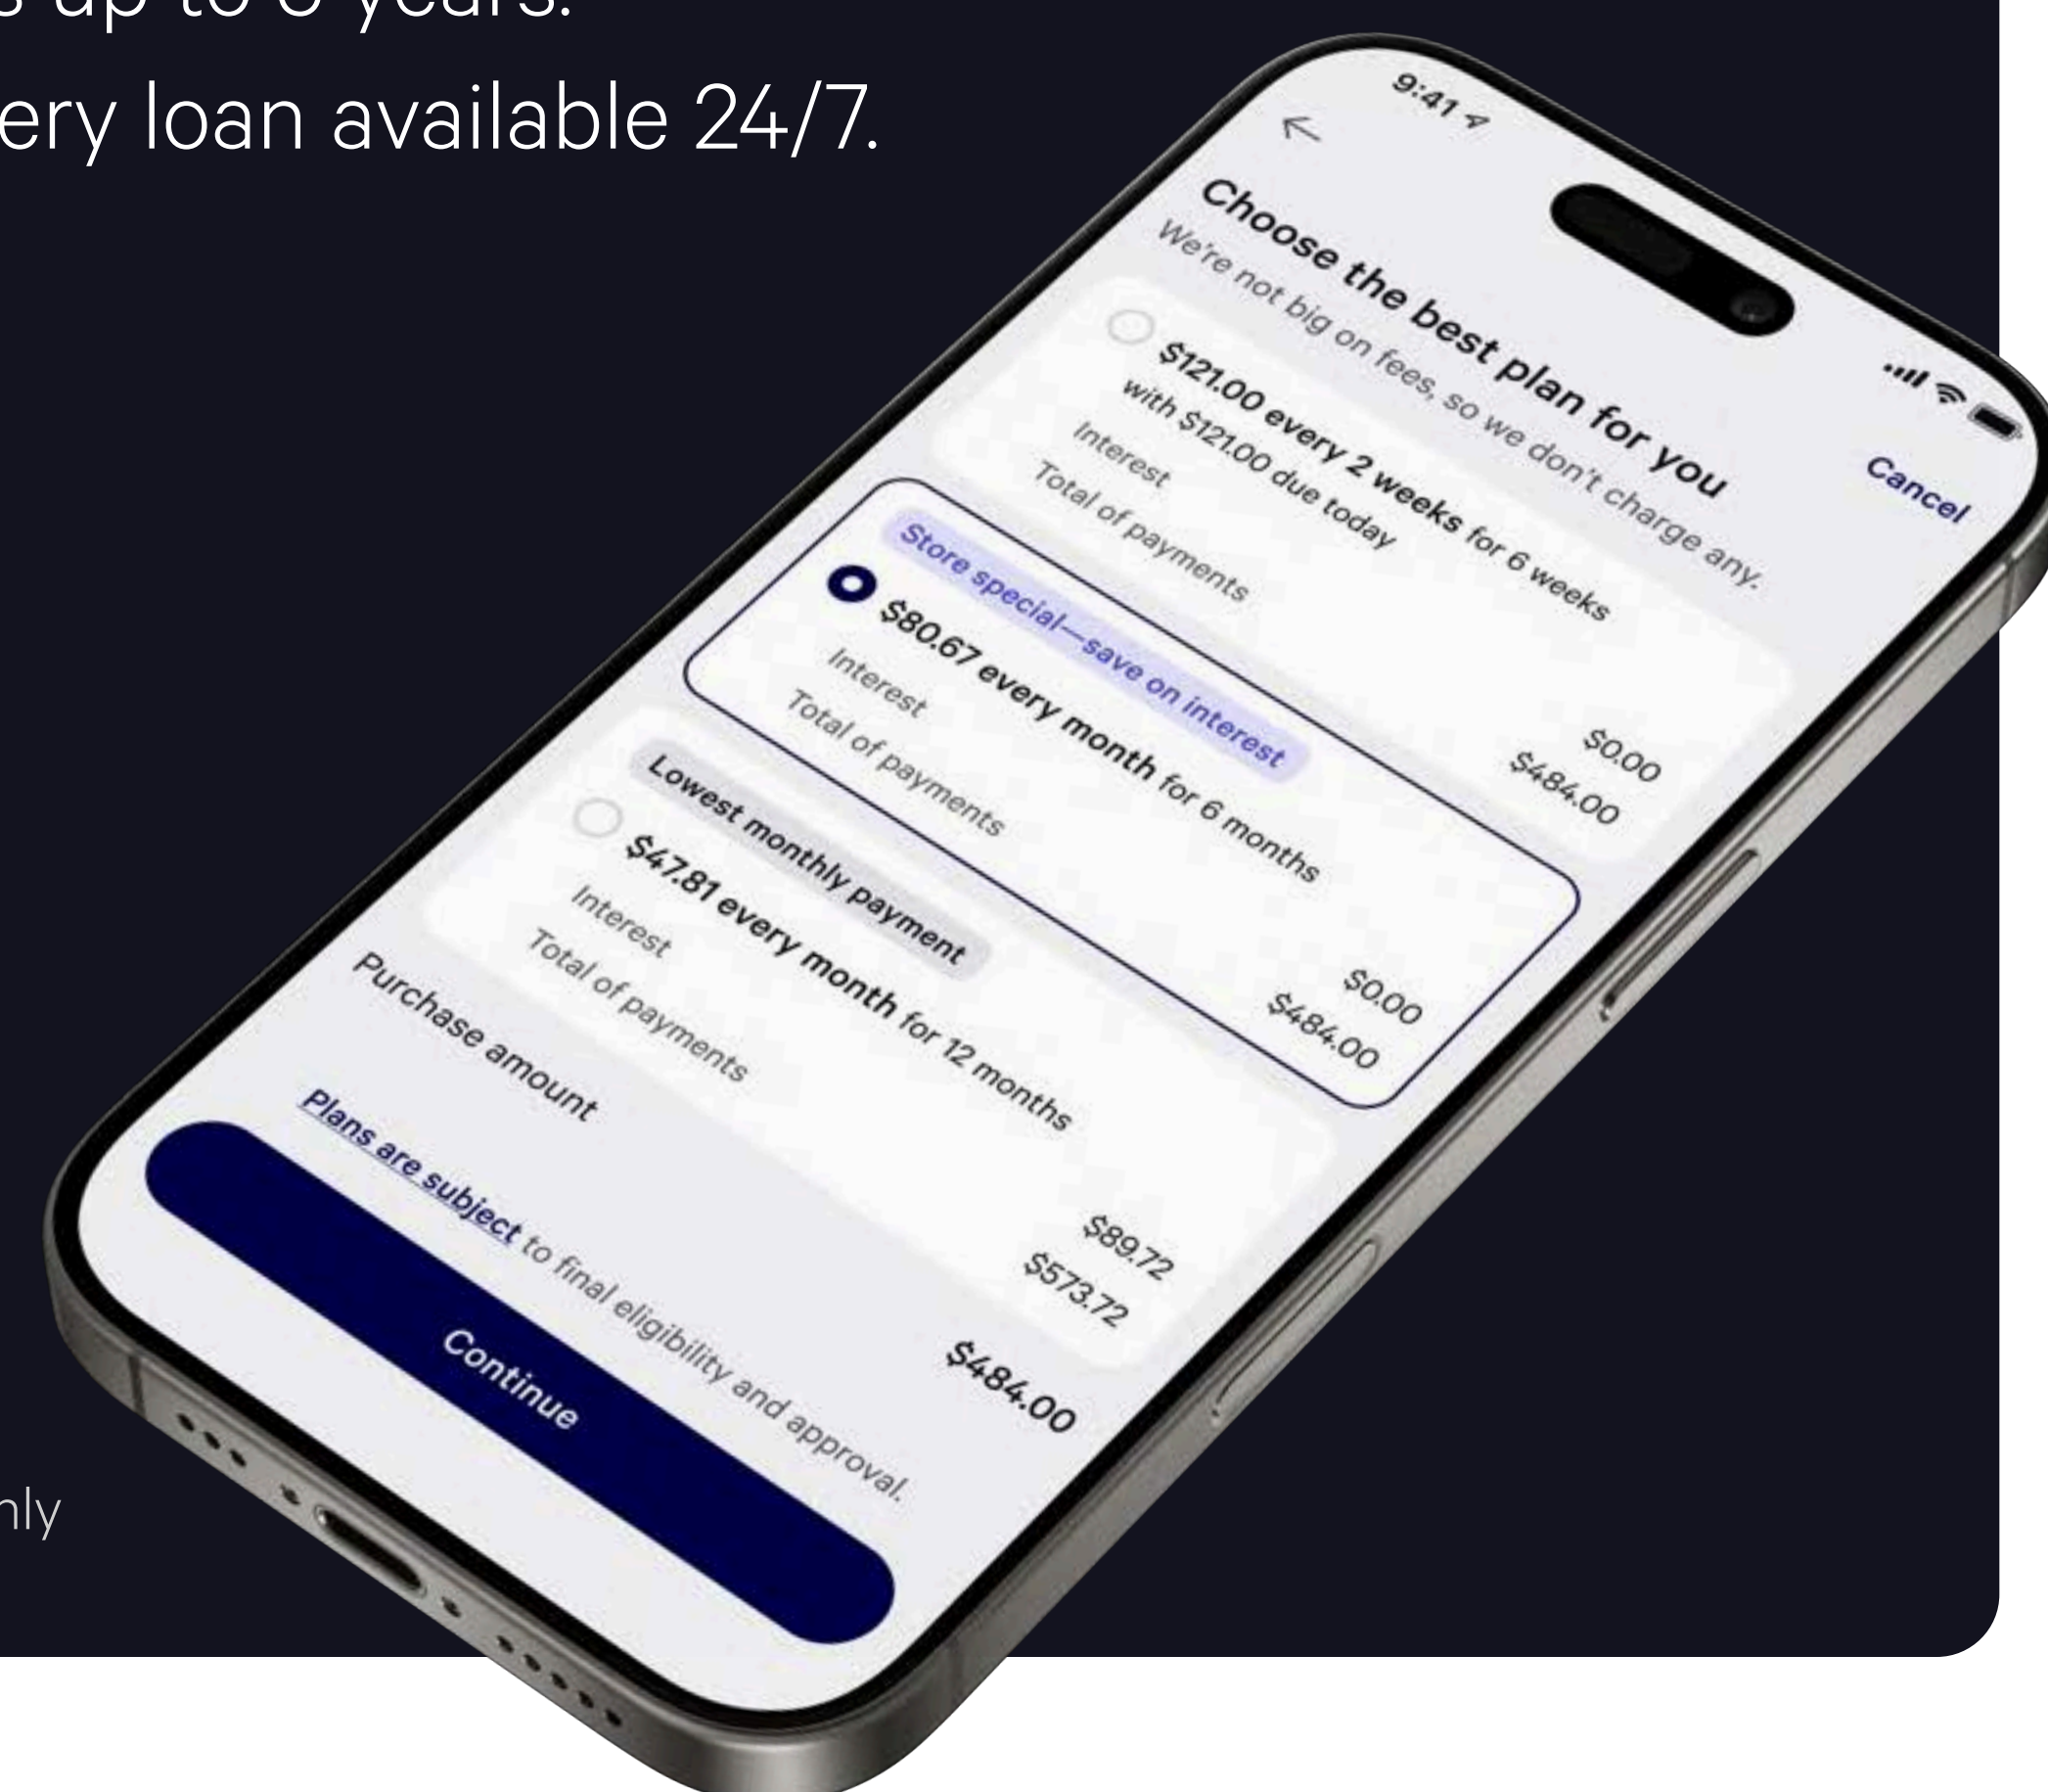 up to
years.
ery loan available 24/7.
9:41
Choose the best plan for you
Cancel
We're not big on fees, so we don't charge any.
$121.00 every 2 weeks for 6 weeks
with $121.00 due today
Interest $0.00
Total of payments $484.00
Store special—save on interest
$80.67 every month for 6 months
Interest $0.00
Total of payments $484.00
Lowest monthly payment
$47.81 every month for 12 months
Interest $89.72
Total of payments $573.72
Purchase amount $484.00
Plans are subject to final eligibility and approval.
Continue
nly